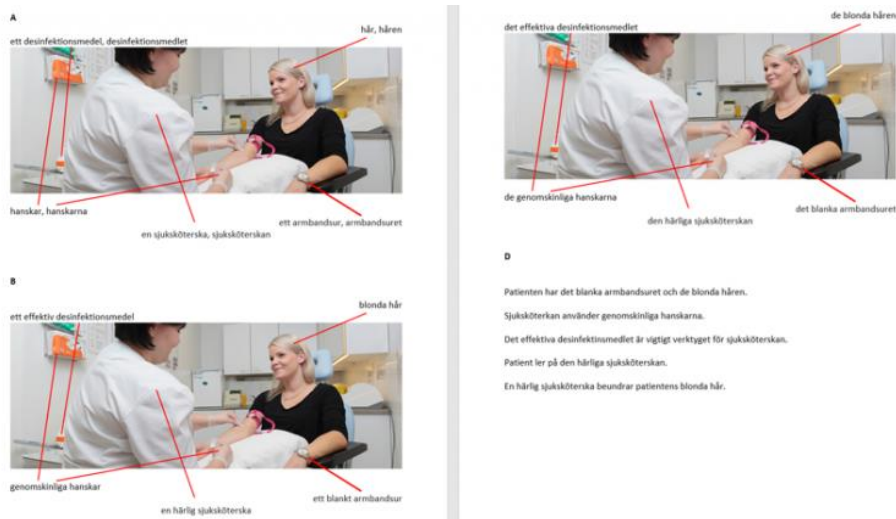 A
ett desinfektionsmedel, desinfektionsmedlet
hår, håren
hanskar, hanskarna
ett armbandsur, armbandsuret
en sjuksköterska, sjuksköterskan
B
ett effektiv desinfektionsmedel
blonda hår
genomskinliga hanskar
ett blankt armbandsur
en härlig sjuksköterska
de blonda håren
det effektiva desinfektionsmedlet
de genomskinliga hanskarna
det blanka armbandsuret
den härliga sjuksköterskan
D
Patienten har det blanka armbandsuret och de blonda håren.
Sjuksköterkan använder genomskinliga hanskarna.
Det effektiva desinfektinsmedlet är vigtigt verktyget för sjuksköterskan.
Patient ler på den härliga sjuksköterskan.
En härlig sjuksköterska beundrar patientens blonda hår.